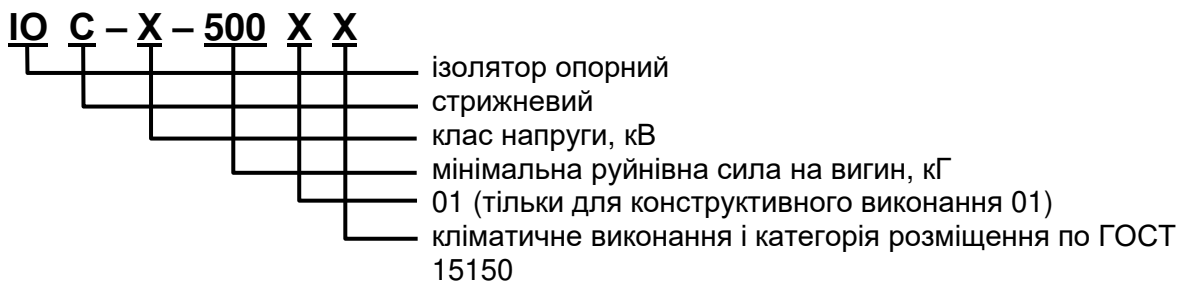 ІО С – Х – 500 Х Х
ізолятор опорний
стрижневий
клас напруги, кВ
мінімальна руйнівна сила на вигин, кГ
01 (тільки для конструктивного виконання 01)
кліматичне виконання і категорія розміщення по ГОСТ
15150